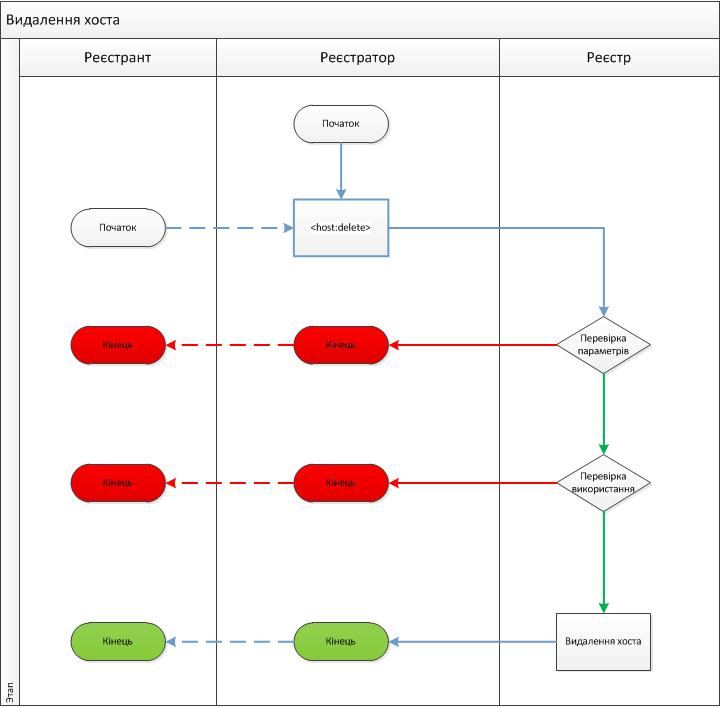 Видалення хоста
Реєстрант
Реєстратор
Реєстр
Початок
Початок
<host:delete>
Кінець
Кінець
Перевірка
параметрів
Кінець
Кінець
Перевірка
використання
Кінець
Кінець
Видалення хоста
Этап